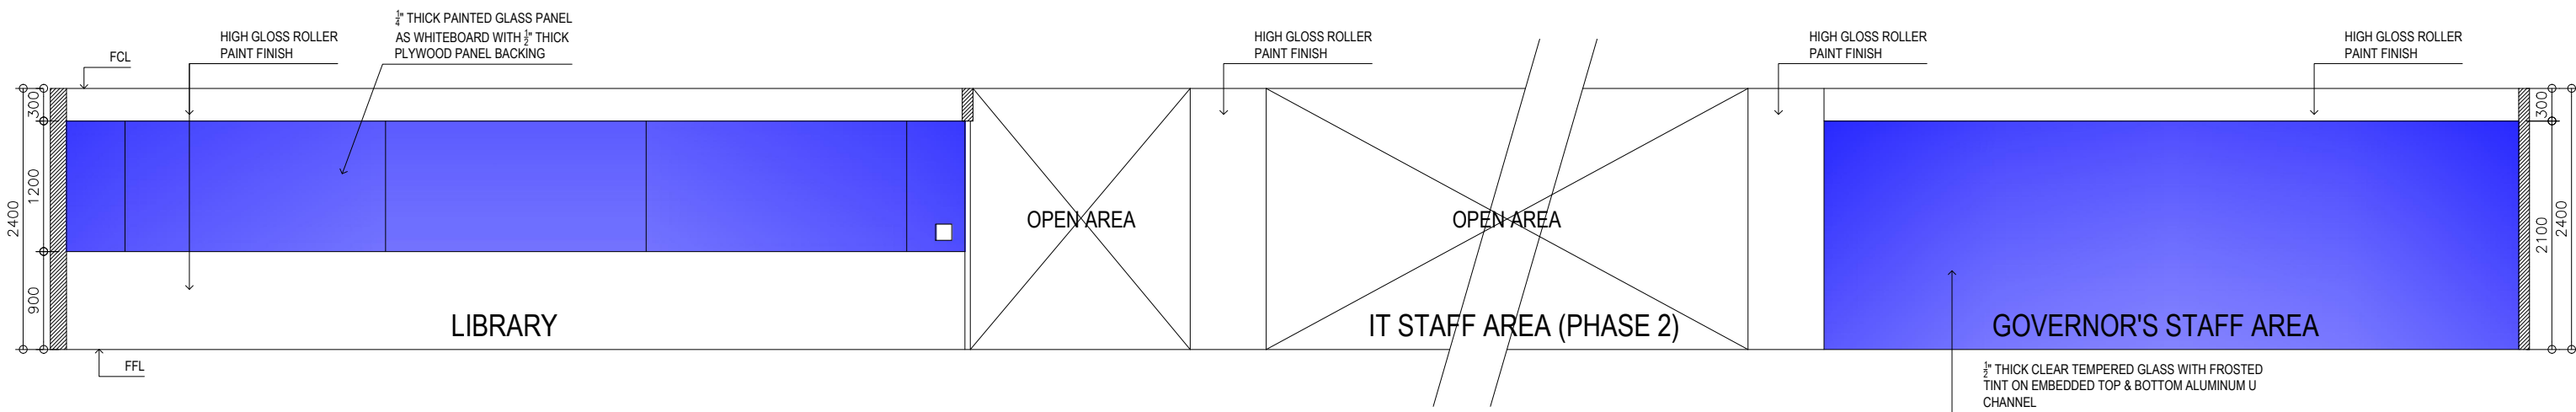 ¼" THICK PAINTED GLASS PANEL
AS WHITEBOARD WITH ½" THICK
PLYWOOD PANEL BACKING
HIGH GLOSS ROLLER
PAINT FINISH
HIGH GLOSS ROLLER
PAINT FINISH
HIGH GLOSS ROLLER
PAINT FINISH
HIGH GLOSS ROLLER
PAINT FINISH
FCL
300
1200
2400
900
300
2100
2400
OPEN AREA
OPEN AREA
LIBRARY
IT STAFF AREA (PHASE 2)
GOVERNOR'S STAFF AREA
FFL
½" THICK CLEAR TEMPERED GLASS WITH FROSTED
TINT ON EMBEDDED TOP & BOTTOM ALUMINUM U
CHANNEL